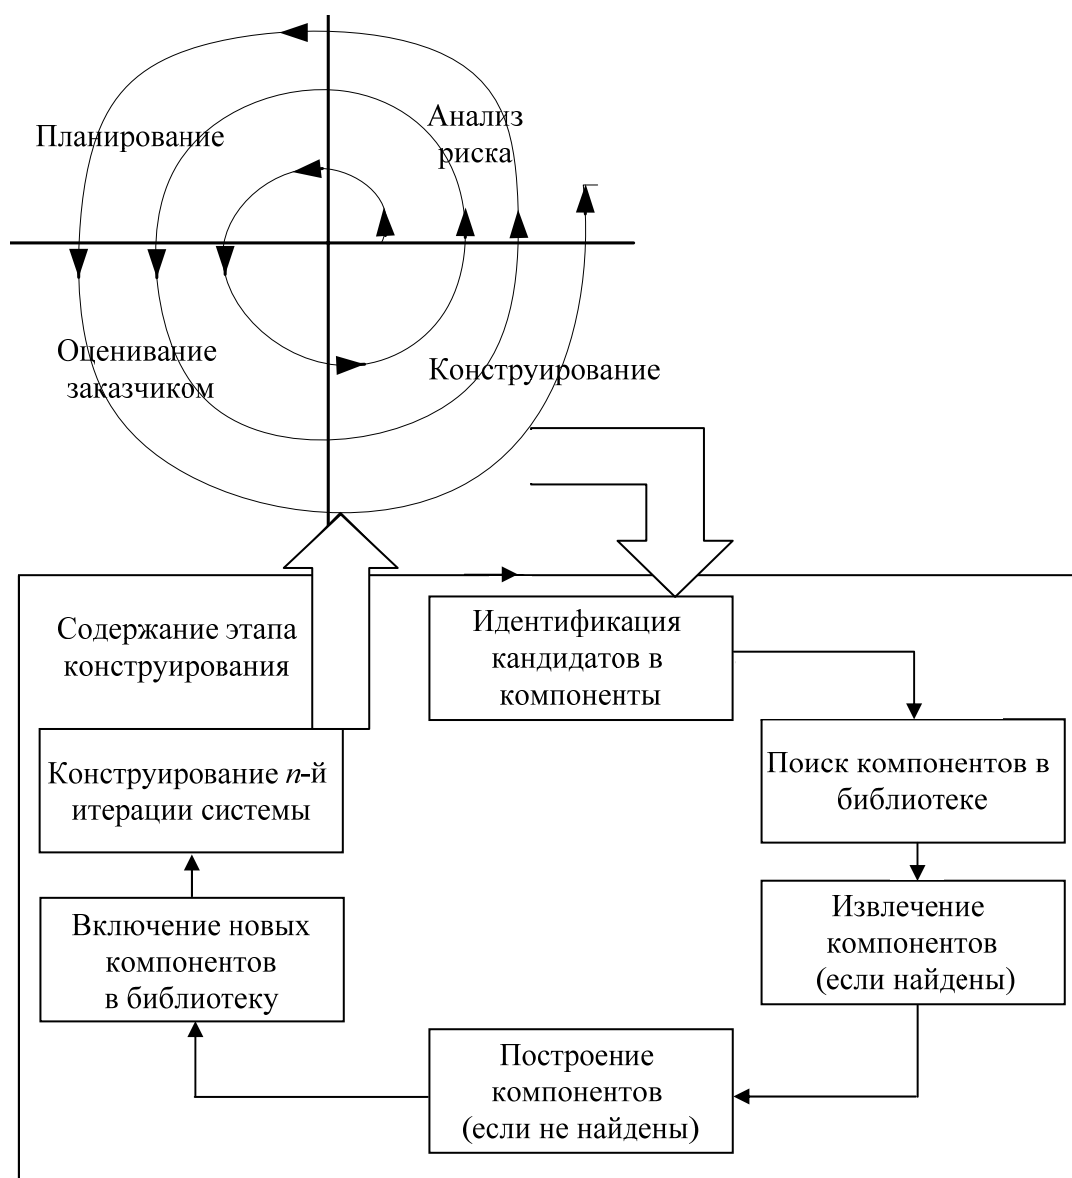 Планирование
Анализ
риска
Оценивание
заказчиком
Конструирование
Содержание этапа
конструирования
Идентификация
кандидатов в
компоненты
Поиск компонентов в
библиотеке
Извлечение
компонентов
(если найдены)
Построение
компонентов
(если не найдены)
Включение новых
компонентов
в библиотеку
Конструирование n-й
итерации системы